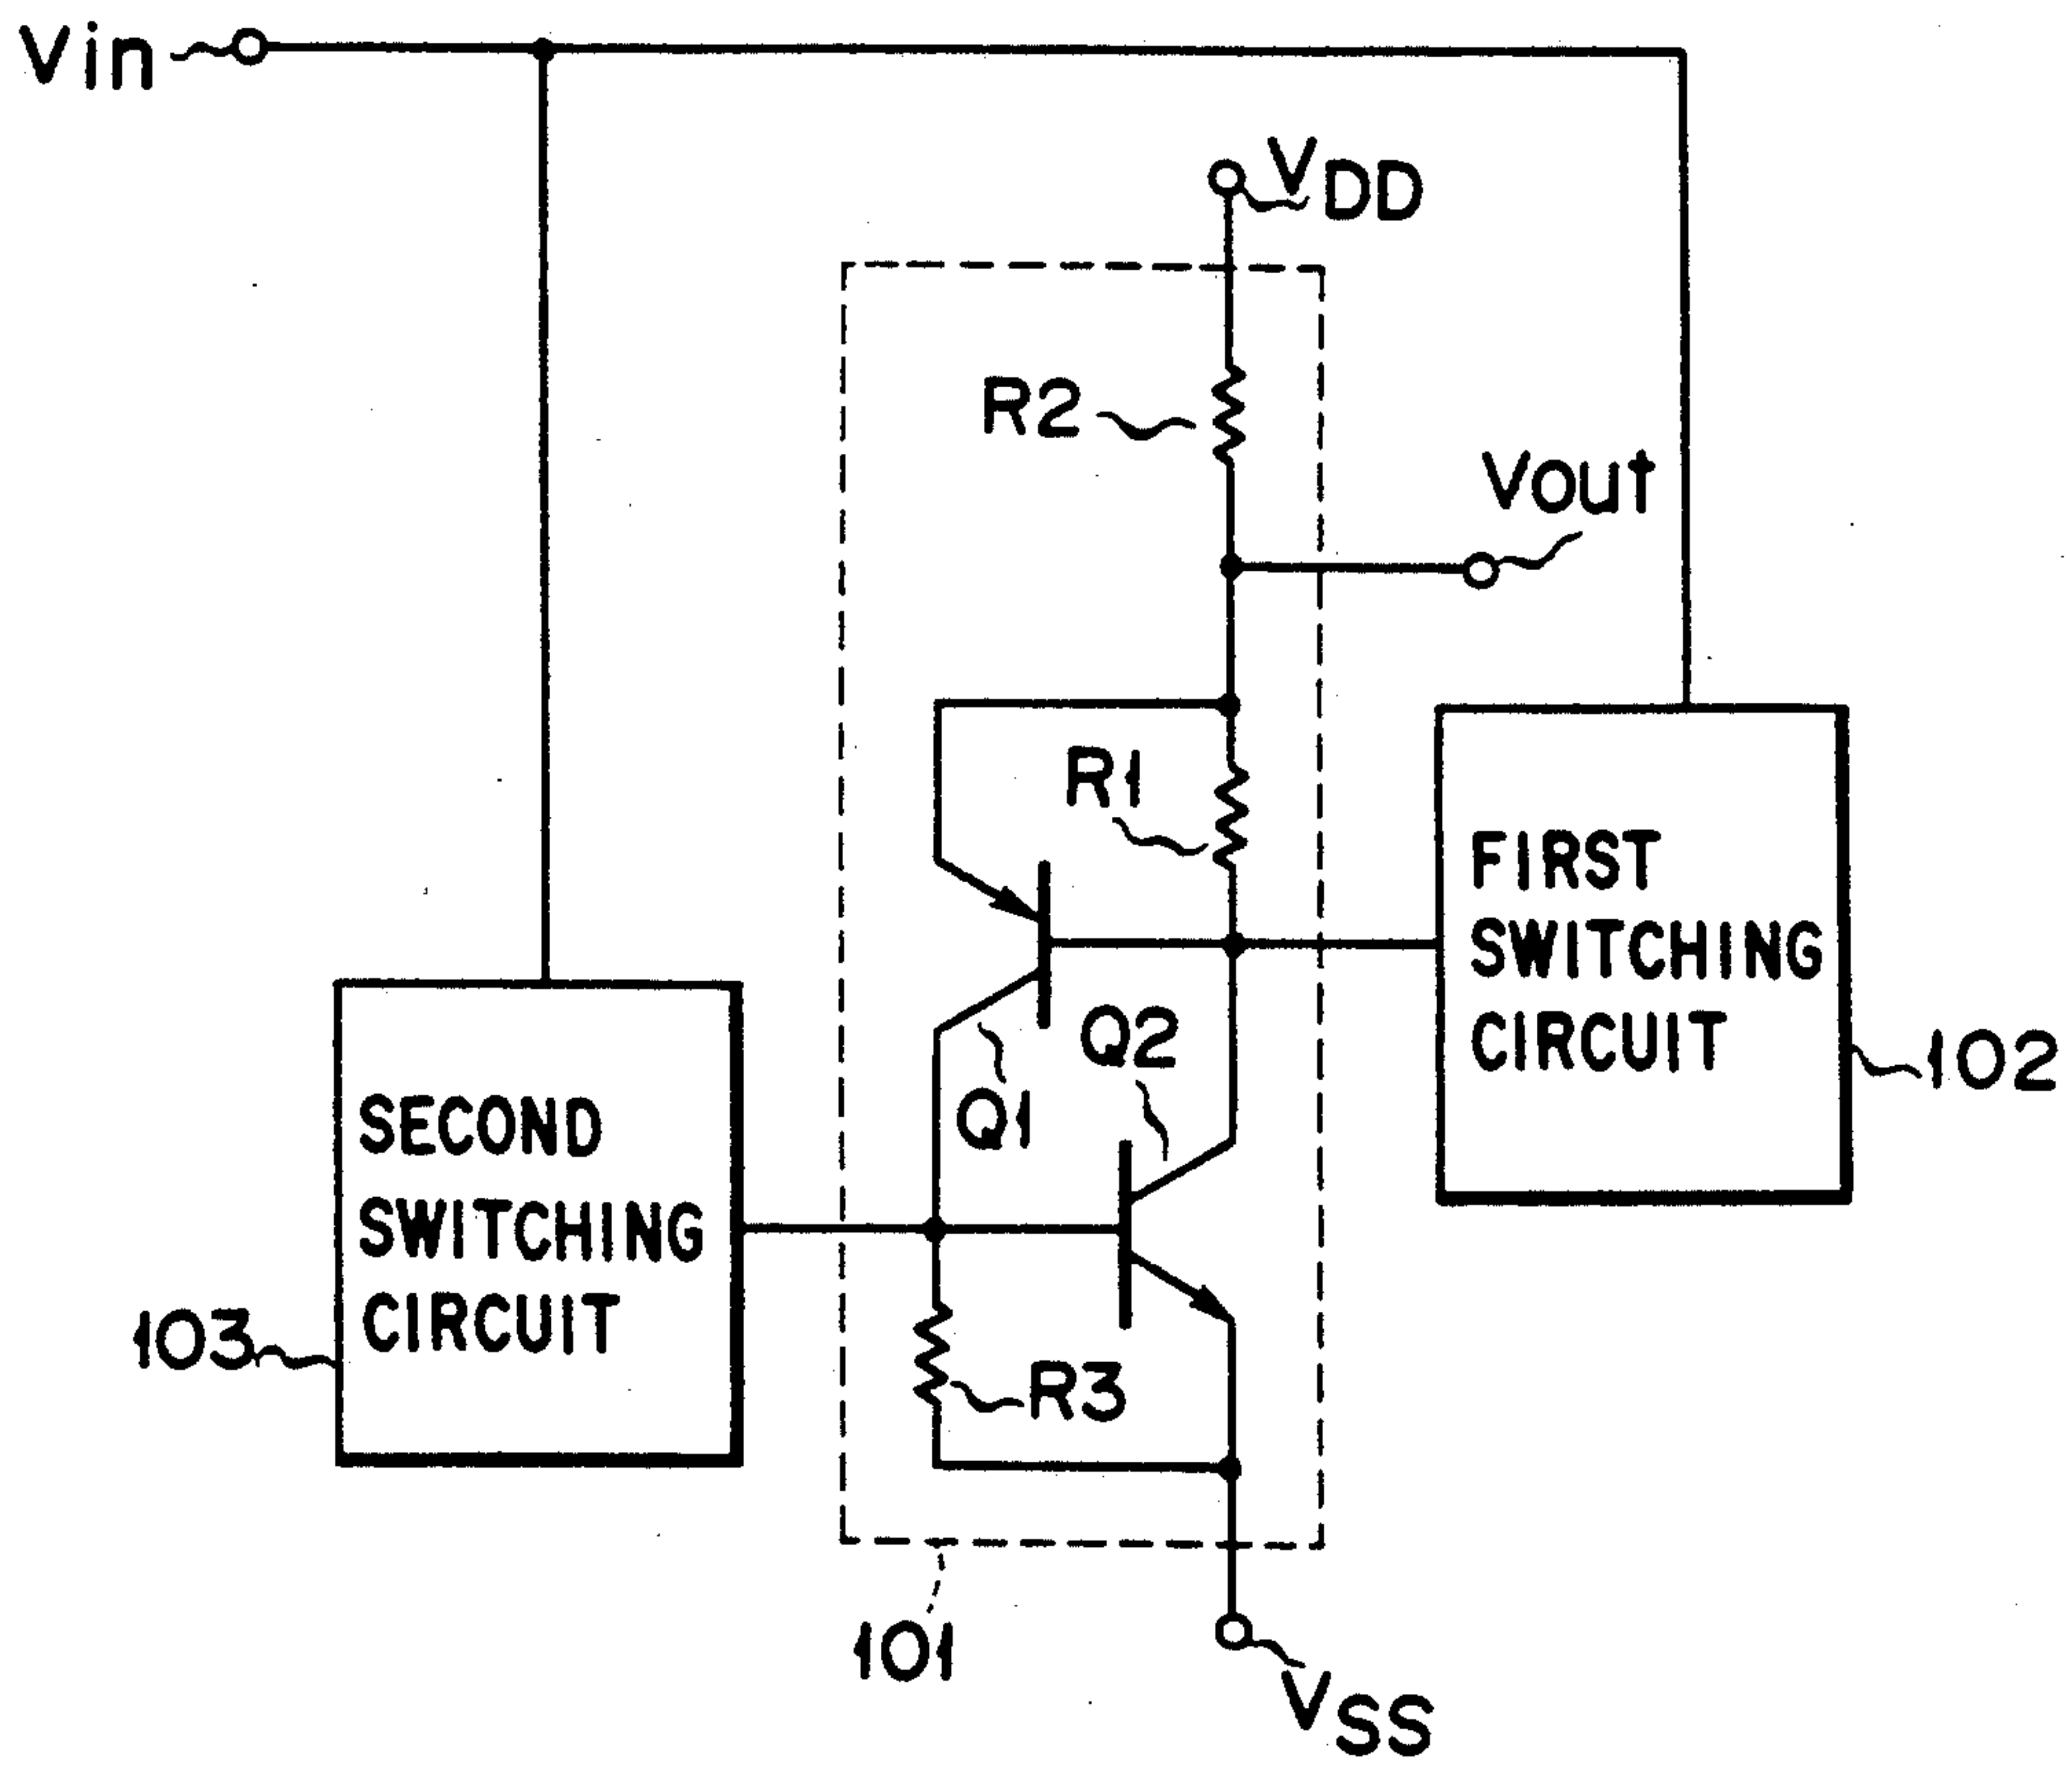 Vin
VDD
R2
Vout
R1
FIRST
SWITCHING
CIRCUIT
102
Q2
Q1
SECOND
SWITCHING
CIRCUIT
103
R3
101
VSS